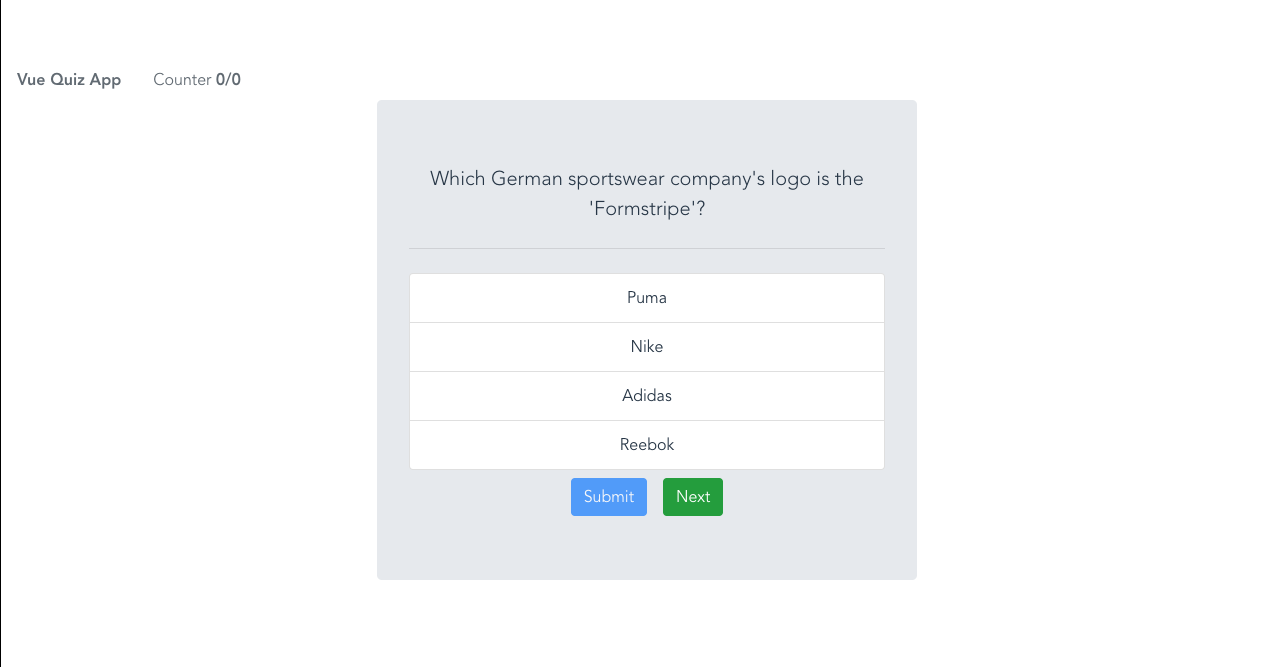 Vue Quiz App Counter 0/0
Which German sportswear company's logo is the
'Formstripe'?
Puma
Nike
Adidas
Reebok
Submit Next